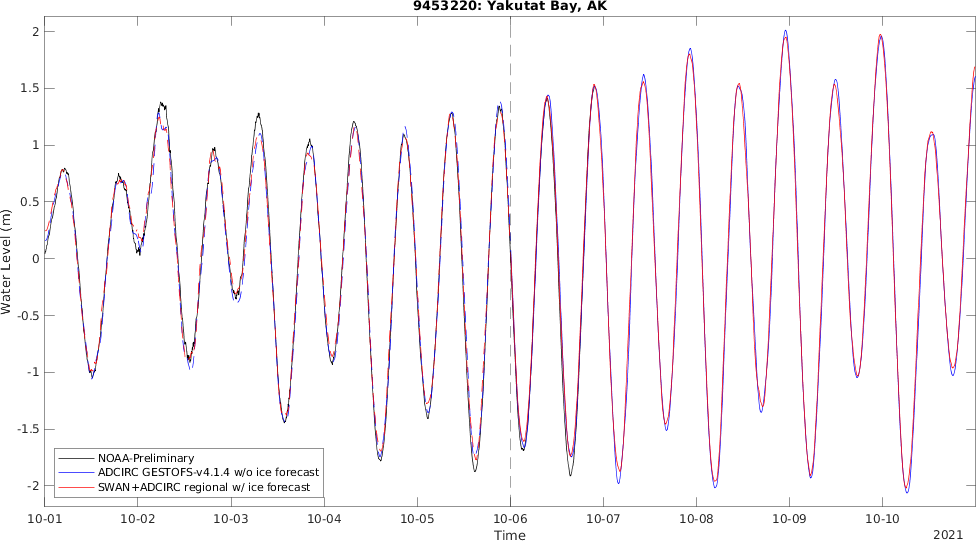 9453220: Yakutat Bay, AK
Water Level (m)
2
1.5
1
0.5
0
-0.5
-1
-1.5
-2
NOAA-Preliminary
ADCIRC GESTOFS-v4.1.4 w/o ice forecast
SWAN+ADCIRC regional w/ ice forecast
10-01 10-02 10-03 10-04 10-05 10-06 10-07 10-08 10-09 10-10
Time
2021